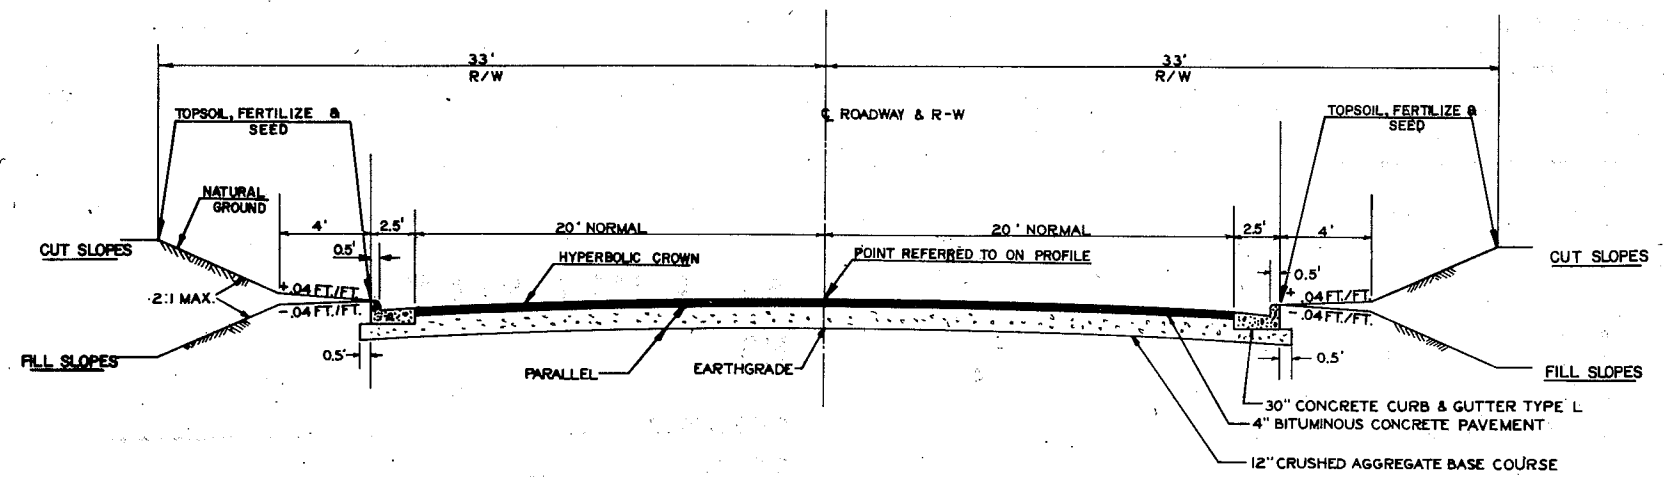 33'
R/W
33'
R/W
TOPSOIL, FERTILIZE &
SEED
℄ ROADWAY & R-W
TOPSOIL, FERTILIZE &
SEED
NATURAL
GROUND
4'
2.5'
20' NORMAL
20' NORMAL
2.5'
4'
CUT SLOPES
0.5'
HYPERBOLIC CROWN
POINT REFERRED TO ON PROFILE
0.5'
CUT SLOPES
2:1 MAX.
+.04 FT./FT.
-.04 FT./FT.
+ .04 FT./FT.
-.04 FT./FT.
FILL SLOPES
0.5'
PARALLEL
EARTHGRADE
0.5'
FILL SLOPES
30" CONCRETE CURB & GUTTER TYPE L
4" BITUMINOUS CONCRETE PAVEMENT
12" CRUSHED AGGREGATE BASE COURSE